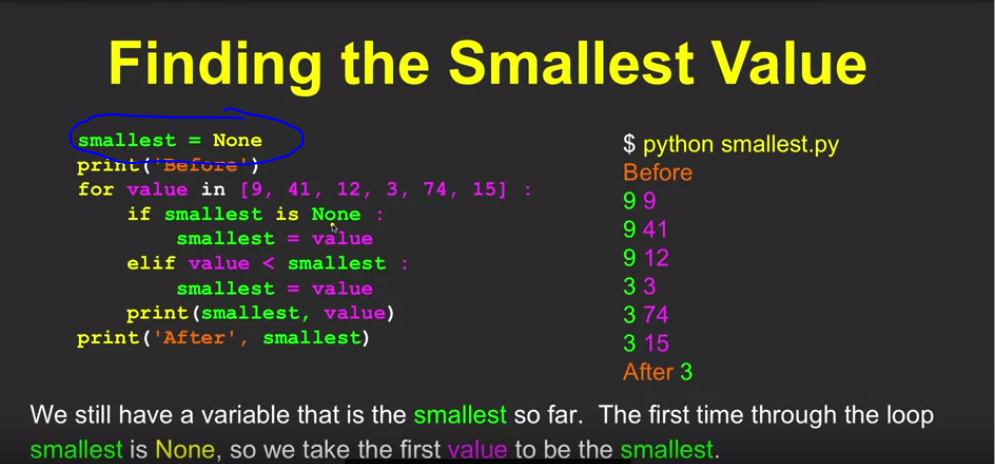 Finding the Smallest Value
smallest = None
print('Before')
for value in [9, 41, 12, 3, 74, 15] :
    if smallest is None :
        smallest = value
    elif value < smallest :
        smallest = value
    print(smallest, value)
print('After', smallest)
$ python smallest.py
Before
9 9
9 41
9 12
3 3
3 74
3 15
After 3
We still have a variable that is the smallest so far.  The first time through the loop
smallest is None, so we take the first value to be the smallest.